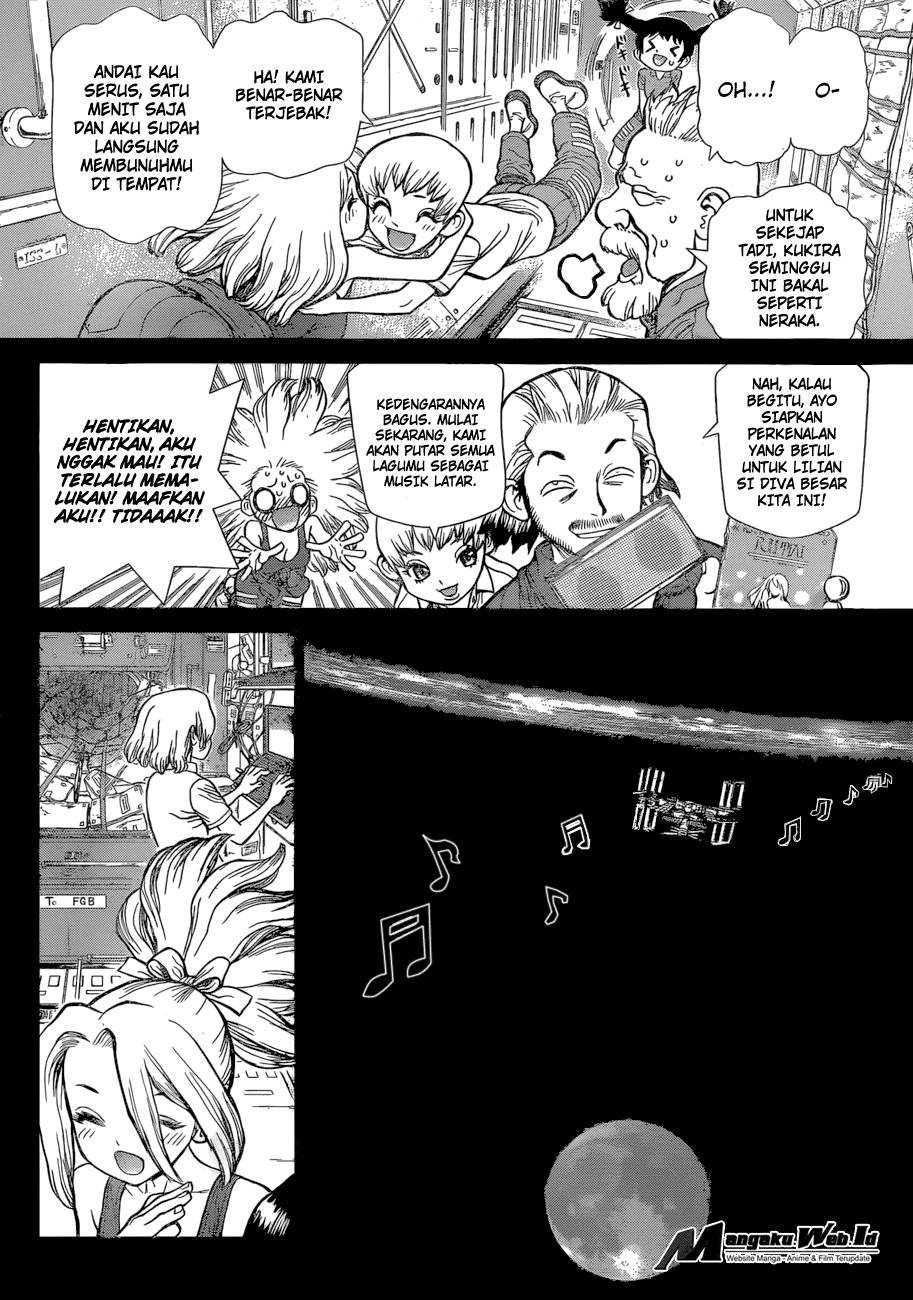 OH...! O-
UNTUK
SEKEJAP
TADI, KUKIRA
SEMINGGU
INI BAKAL
SEPERTI
NERAKA.
HA! KAMI
BENAR-BENAR
TERJEBAK!
ANDAI KAU
SERUS, SATU
MENIT SAJA
DAN AKU SUDAH
LANGSUNG
MEMBUNUHMU
DI TEMPAT!
NAH, KALAU
BEGITU, AYO
SIAPKAN
PERKENALAN
YANG BETUL
UNTUK LILIAN
SI DIVA BESAR
KITA INI!
KEDENGARANNYA
BAGUS. MULAI
SEKARANG, KAMI
AKAN PUTAR SEMUA
LAGUMU SEBAGAI
MUSIK LATAR.
HENTIKAN,
HENTIKAN, AKU
NGGAK MAU! ITU
TERLALU MEMA-
LUKAN! MAAFKAN
AKU!! TIDAAAK!!
To FGB
Mangaku.Web.Id
Website Manga - Anime & Film Terupdate